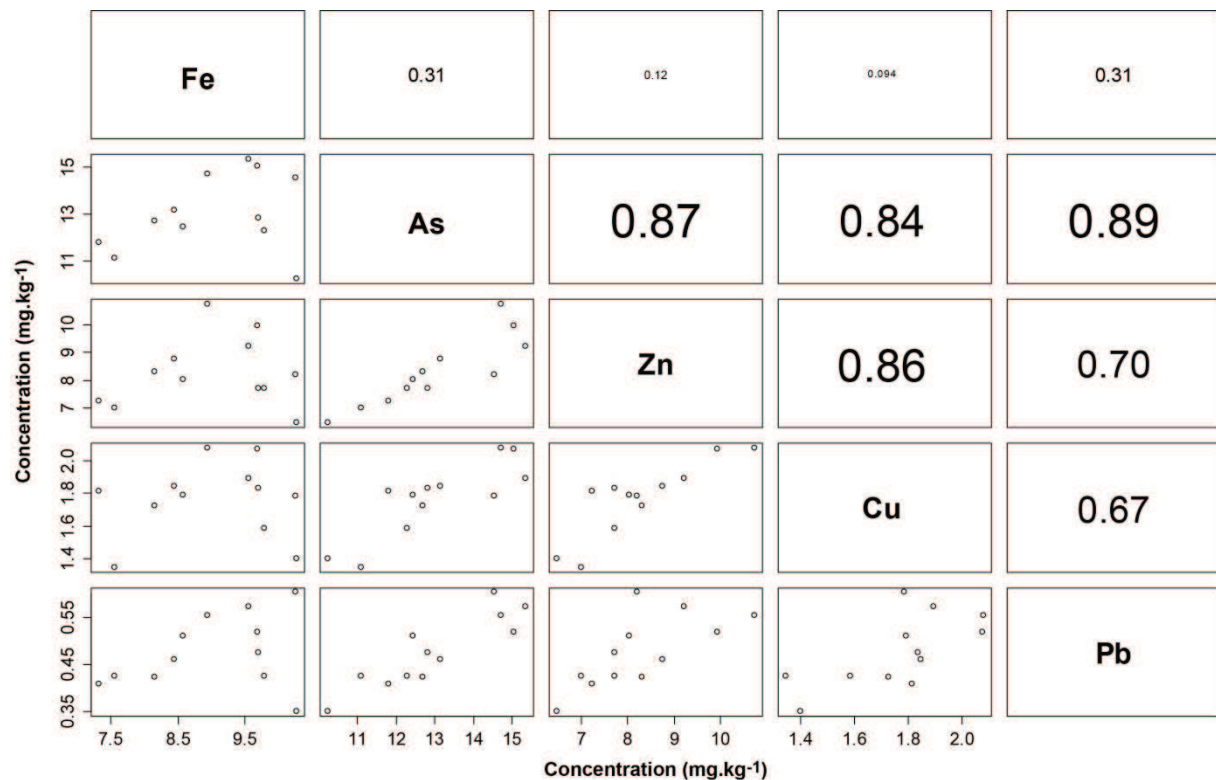 Fe 0.31 0.12 0.094 0.31
15
13
11
As 0.87 0.84 0.89
Concentration (mg.kg-1)
10
9
8
7
Zn 0.86 0.70
2.0
1.8
1.6
1.4
Cu 0.67
0.55
0.45
0.35
Pb
7.5 8.5 9.5 11 12 13 14 15 7 8 9 10 1.4 1.6 1.8 2.0
Concentration (mg.kg-1)